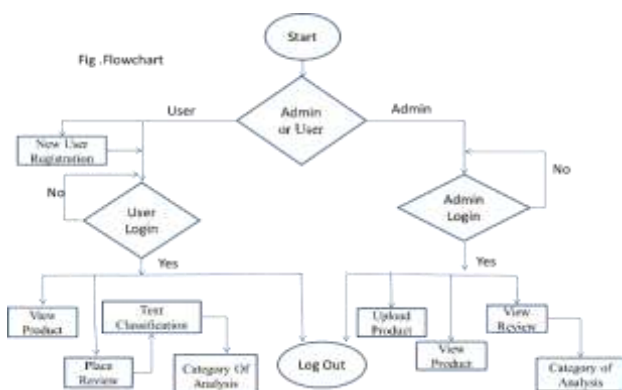 Start
Fig .Flowchart
User
Admin
or User
Admin
New User
Registration
No
No
User
Login
Admin
Login
Yes
Yes
View
Product
Text
Classification
Upload
Product
View
Review
Place
Review
Category Of
Analysis
Log Out
View
Product
Category of
Analysis